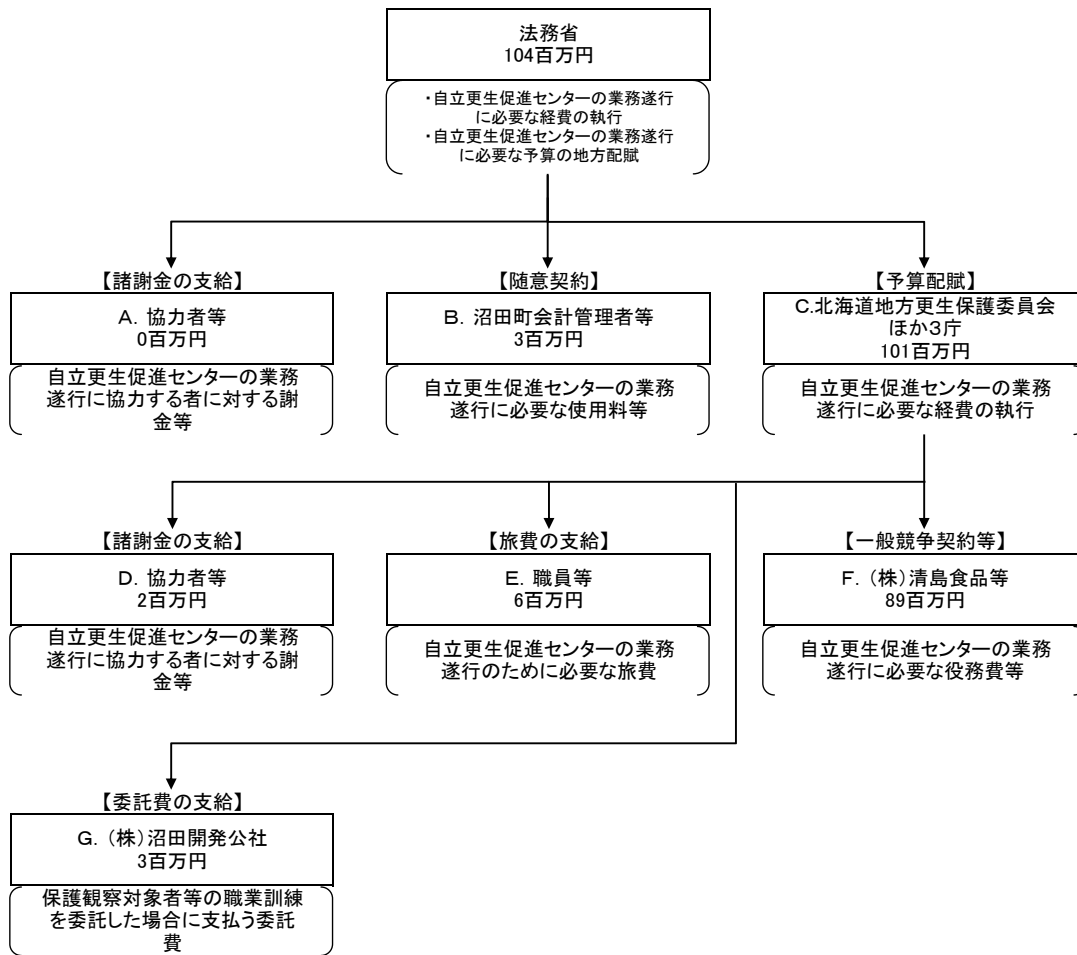 法務省
104百万円
・自立更生促進センターの業務遂行
に必要な経費の執行
・自立更生促進センターの業務遂行
に必要な予算の地方配賦
【諸謝金の支給】
A．協力者等
0百万円
自立更生促進センターの業務
遂行に協力する者に対する謝
金等
【随意契約】
B．沼田町会計管理者等
3百万円
自立更生促進センターの業務
遂行に必要な使用料等
【予算配賦】
C.北海道地方更生保護委員会
ほか3庁
101百万円
自立更生促進センターの業務
遂行に必要な経費の執行
【諸謝金の支給】
D．協力者等
2百万円
自立更生促進センターの業務
遂行に協力する者に対する謝
金等
【旅費の支給】
E．職員等
6百万円
自立更生促進センターの業務
遂行のために必要な旅費
【一般競争契約等】
F．（株）清島食品等
89百万円
自立更生促進センターの業務
遂行に必要な役務費等
【委託費の支給】
G．（株）沼田開発公社
3百万円
保護観察対象者等の職業訓練
を委託した場合に支払う委託
費